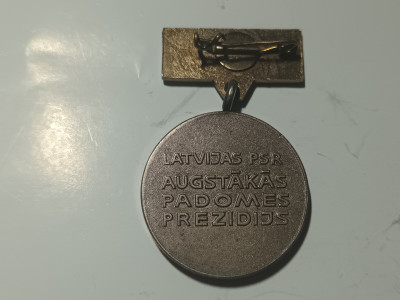 LATVIJAS PSR
AUGSTĀKĀS
PADOMES
PREZIDIJS